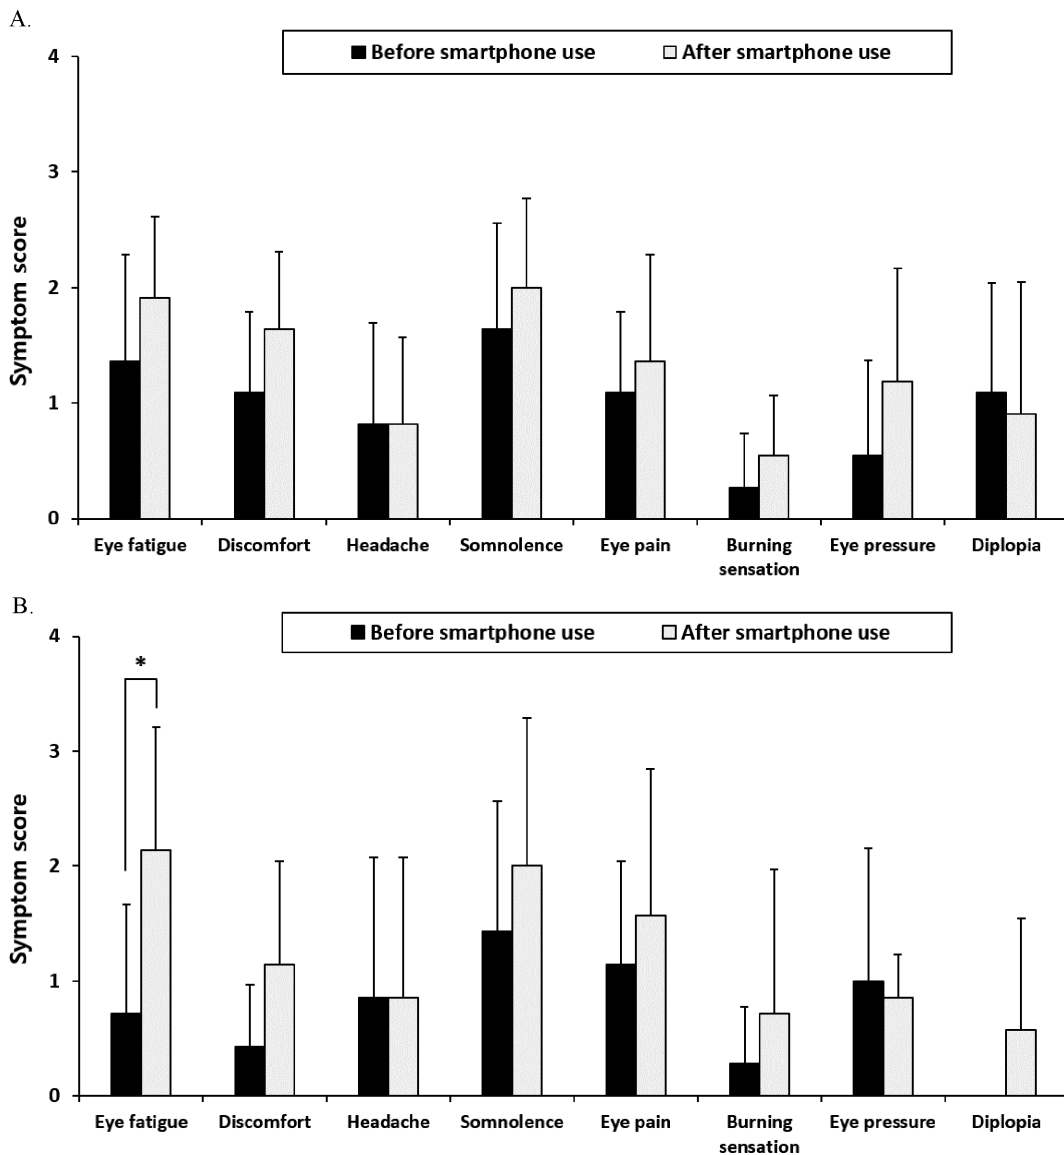 A.
Before smartphone use After smartphone use
4
3
2
1
0
Symptom score
Eye fatigue Discomfort Headache Somnolence Eye pain Burning sensation Eye pressure Diplopia
B.
Before smartphone use After smartphone use
4
*
3
2
1
0
Symptom score
Eye fatigue Discomfort Headache Somnolence Eye pain Burning sensation Eye pressure Diplopia